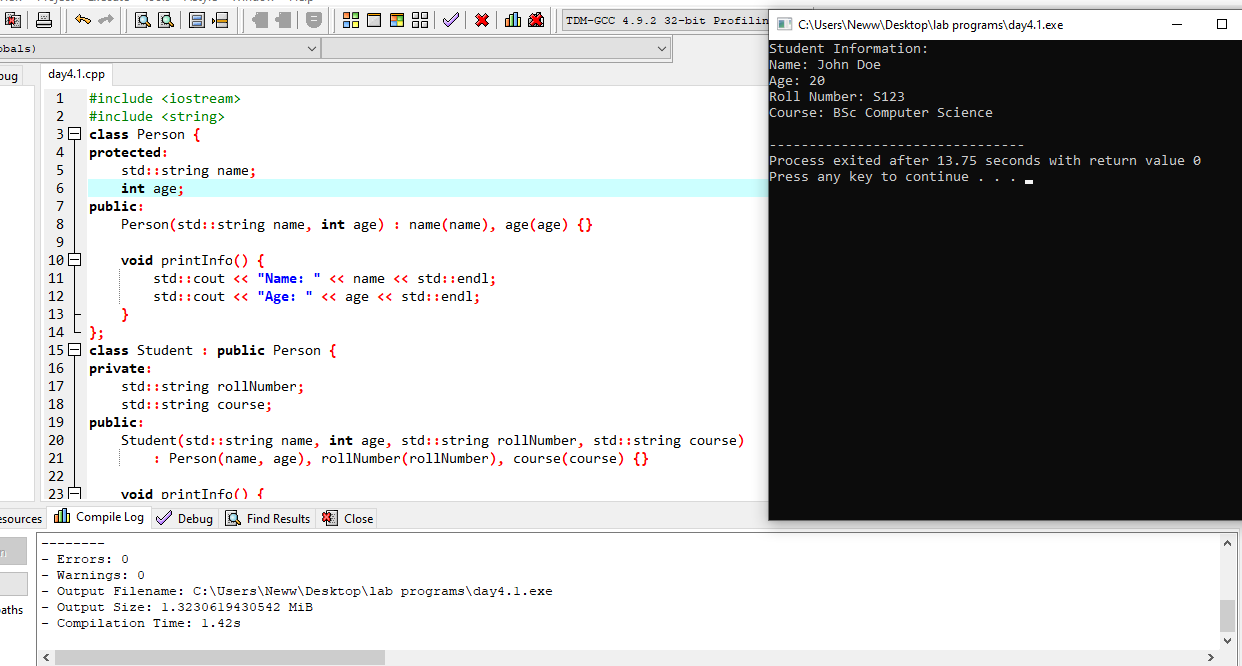 TDM-GCC 4.9.2 32-bit Profilin
C:\Users\Neww\Desktop\lab programs\day4.1.exe
obals)
bug
day4.1.cpp
1 #include <iostream>
2 #include <string>
3 class Person {
4 protected:
5 std::string name;
6 int age;
7 public:
8 Person(std::string name, int age) : name(name), age(age) {}
9
10 void printInfo() {
11 std::cout << "Name: " << name << std::endl;
12 std::cout << "Age: " << age << std::endl;
13 }
14 };
15 class Student : public Person {
16 private:
17 std::string rollNumber;
18 std::string course;
19 public:
20 Student(std::string name, int age, std::string rollNumber, std::string course)
21 : Person(name, age), rollNumber(rollNumber), course(course) {}
22
23 void printInfo() {
Student Information:
Name: John Doe
Age: 20
Roll Number: S123
Course: BSc Computer Science
--------------------------------
Process exited after 13.75 seconds with return value 0
Press any key to continue . . .
esources Compile Log Debug Find Results Close
--------
- Errors: 0
- Warnings: 0
- Output Filename: C:\Users\Neww\Desktop\lab programs\day4.1.exe
- Output Size: 1.3230619430542 MiB
- Compilation Time: 1.42s
aths